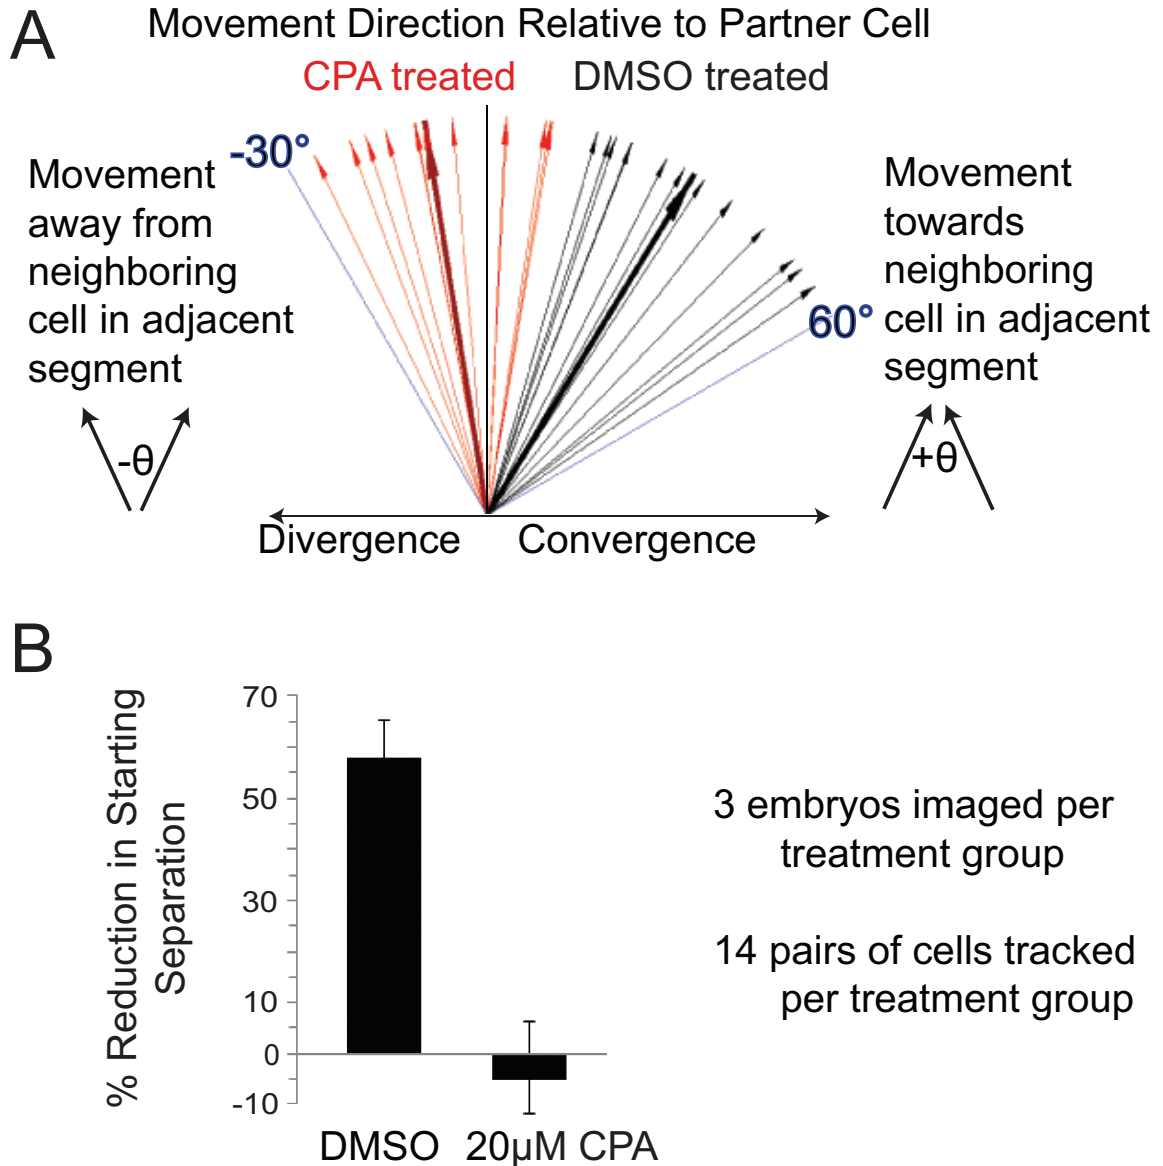 A
Movement Direction Relative to Partner Cell
CPA treated
DMSO treated
-30°
60°
Movement
away from
neighboring
cell in adjacent
segment
-θ
Movement
towards
neighboring
cell in adjacent
segment
+θ
Divergence
Convergence
B
% Reduction in Starting
Separation
70
50
30
10
0
-10
DMSO
20µM CPA
3 embryos imaged per
treatment group
14 pairs of cells tracked
per treatment group